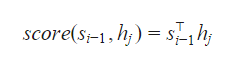 score(s_{i-1}, h_j) = s_{i-1}^⊤ h_j